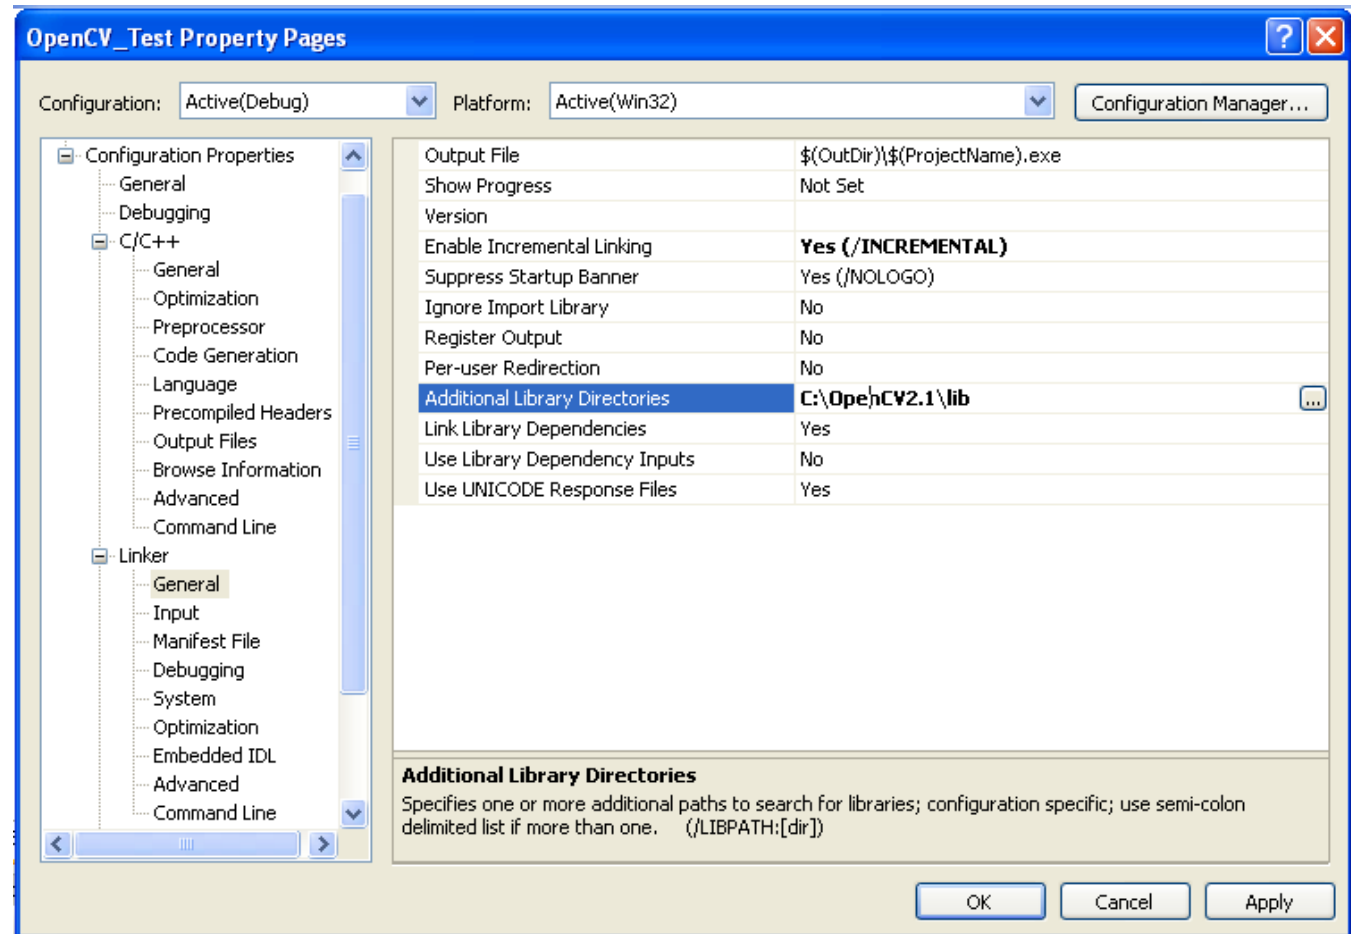 OpenCV_Test Property Pages
Configuration: Active(Debug) Platform: Active(Win32) Configuration Manager...
Configuration Properties
General
Debugging
C/C++
General
Optimization
Preprocessor
Code Generation
Language
Precompiled Headers
Output Files
Browse Information
Advanced
Command Line
Linker
General
Input
Manifest File
Debugging
System
Optimization
Embedded IDL
Advanced
Command Line
Output File $(OutDir)\$(ProjectName).exe
Show Progress Not Set
Version
Enable Incremental Linking Yes (/INCREMENTAL)
Suppress Startup Banner Yes (/NOLOGO)
Ignore Import Library No
Register Output No
Per-user Redirection No
Additional Library Directories C:\OpenCV2.1\lib ...
Link Library Dependencies Yes
Use Library Dependency Inputs No
Use UNICODE Response Files Yes
Additional Library Directories
Specifies one or more additional paths to search for libraries; configuration specific; use semi-colon
delimited list if more than one. (/LIBPATH:[dir])
OK Cancel Apply